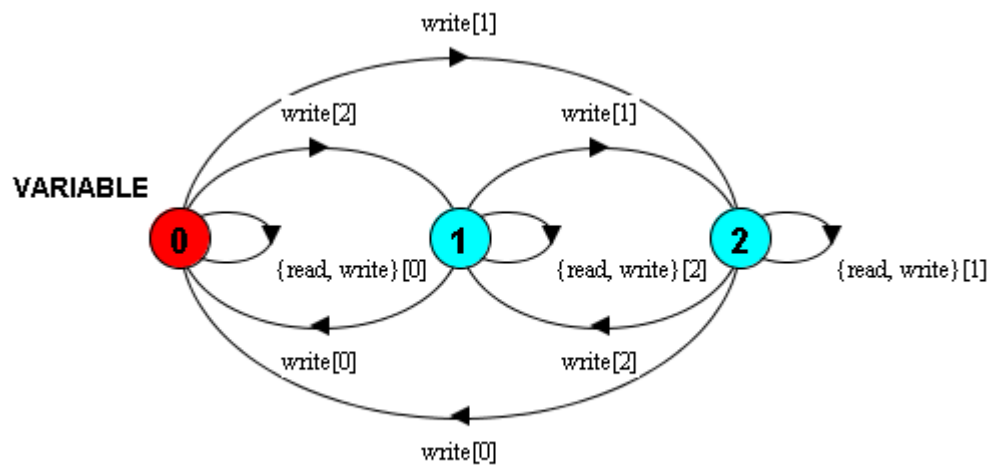 write[1]
write[2]
write[1]
VARIABLE
0
1
2
{read, write}[0]
{read, write}[2]
{read, write}[1]
write[0]
write[2]
write[0]